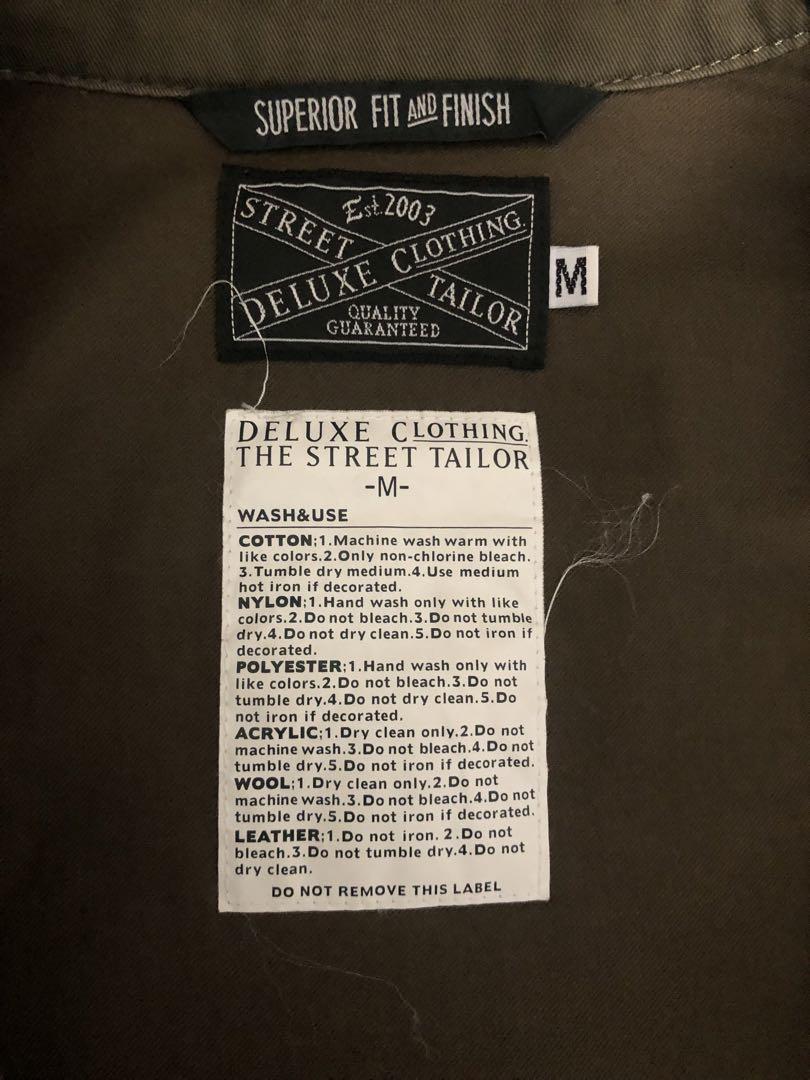 SUPERIOR FIT AND FINISH
Est.2003
STREET TAILOR
DELUXE CLOTHING.
QUALITY
GUARANTEED
M
DELUXE CLOTHING.
THE STREET TAILOR
-M-
WASH&USE
COTTON;1.Machine wash warm with
like colors.2.Only non-chlorine bleach.
3.Tumble dry medium.4.Use medium
hot iron if decorated.
NYLON;1.Hand wash only with like
colors.2.Do not bleach.3.Do not tumble
dry.4.Do not dry clean.5.Do not iron if
decorated.
POLYESTER;1.Hand wash only with
like colors.2.Do not bleach.3.Do not
tumble dry.4.Do not dry clean.5.Do
not iron if decorated.
ACRYLIC;1.Dry clean only.2.Do not
machine wash.3.Do not bleach.4.Do not
tumble dry.5.Do not iron if decorated.
WOOL;1.Dry clean only.2.Do not
machine wash.3.Do not bleach.4.Do not
tumble dry.5.Do not iron if decorated.
LEATHER;1.Do not iron. 2.Do not
bleach.3.Do not tumble dry.4.Do not
dry clean.
DO NOT REMOVE THIS LABEL